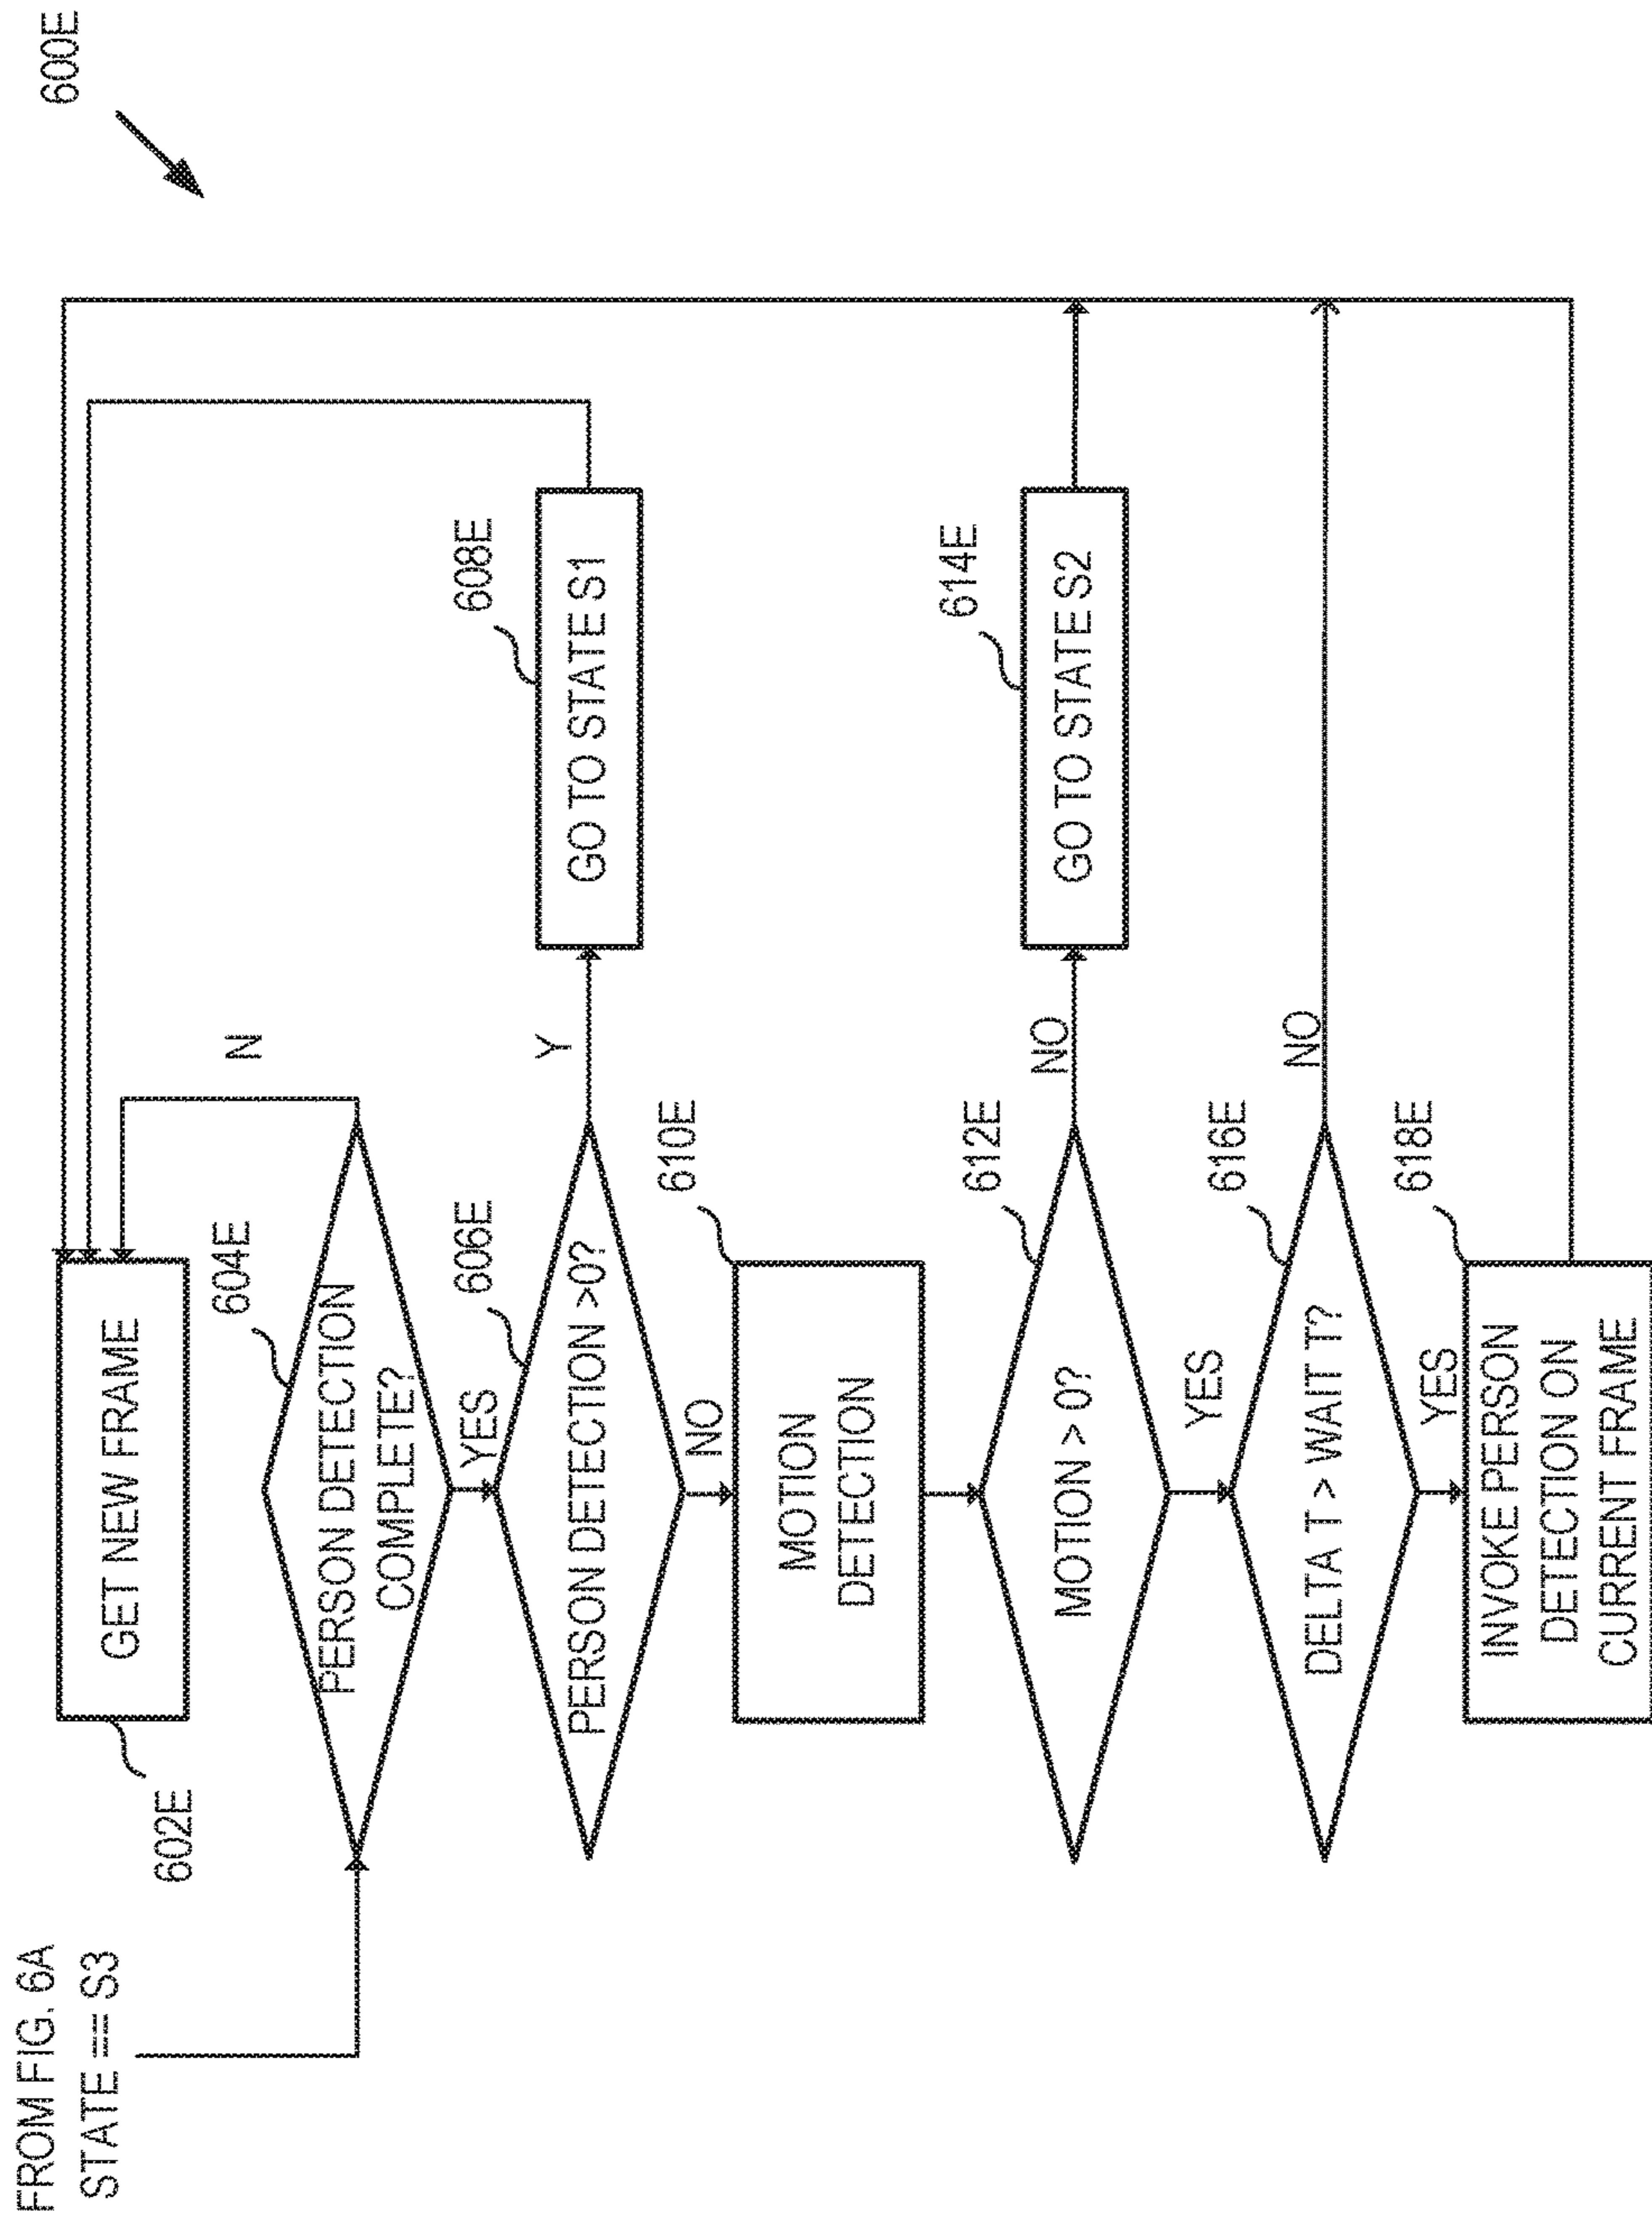 600E
FROM FIG. 6A
STATE == S3
602E
GET NEW FRAME
604E
N
PERSON DETECTION
COMPLETE?
YES
606E
PERSON DETECTION >0?
Y
608E
GO TO STATE S1
NO
610E
MOTION
DETECTION
612E
MOTION > 0?
NO
614E
GO TO STATE S2
YES
616E
DELTA T > WAIT T?
NO
YES
618E
INVOKE PERSON
DETECTION ON
CURRENT FRAME